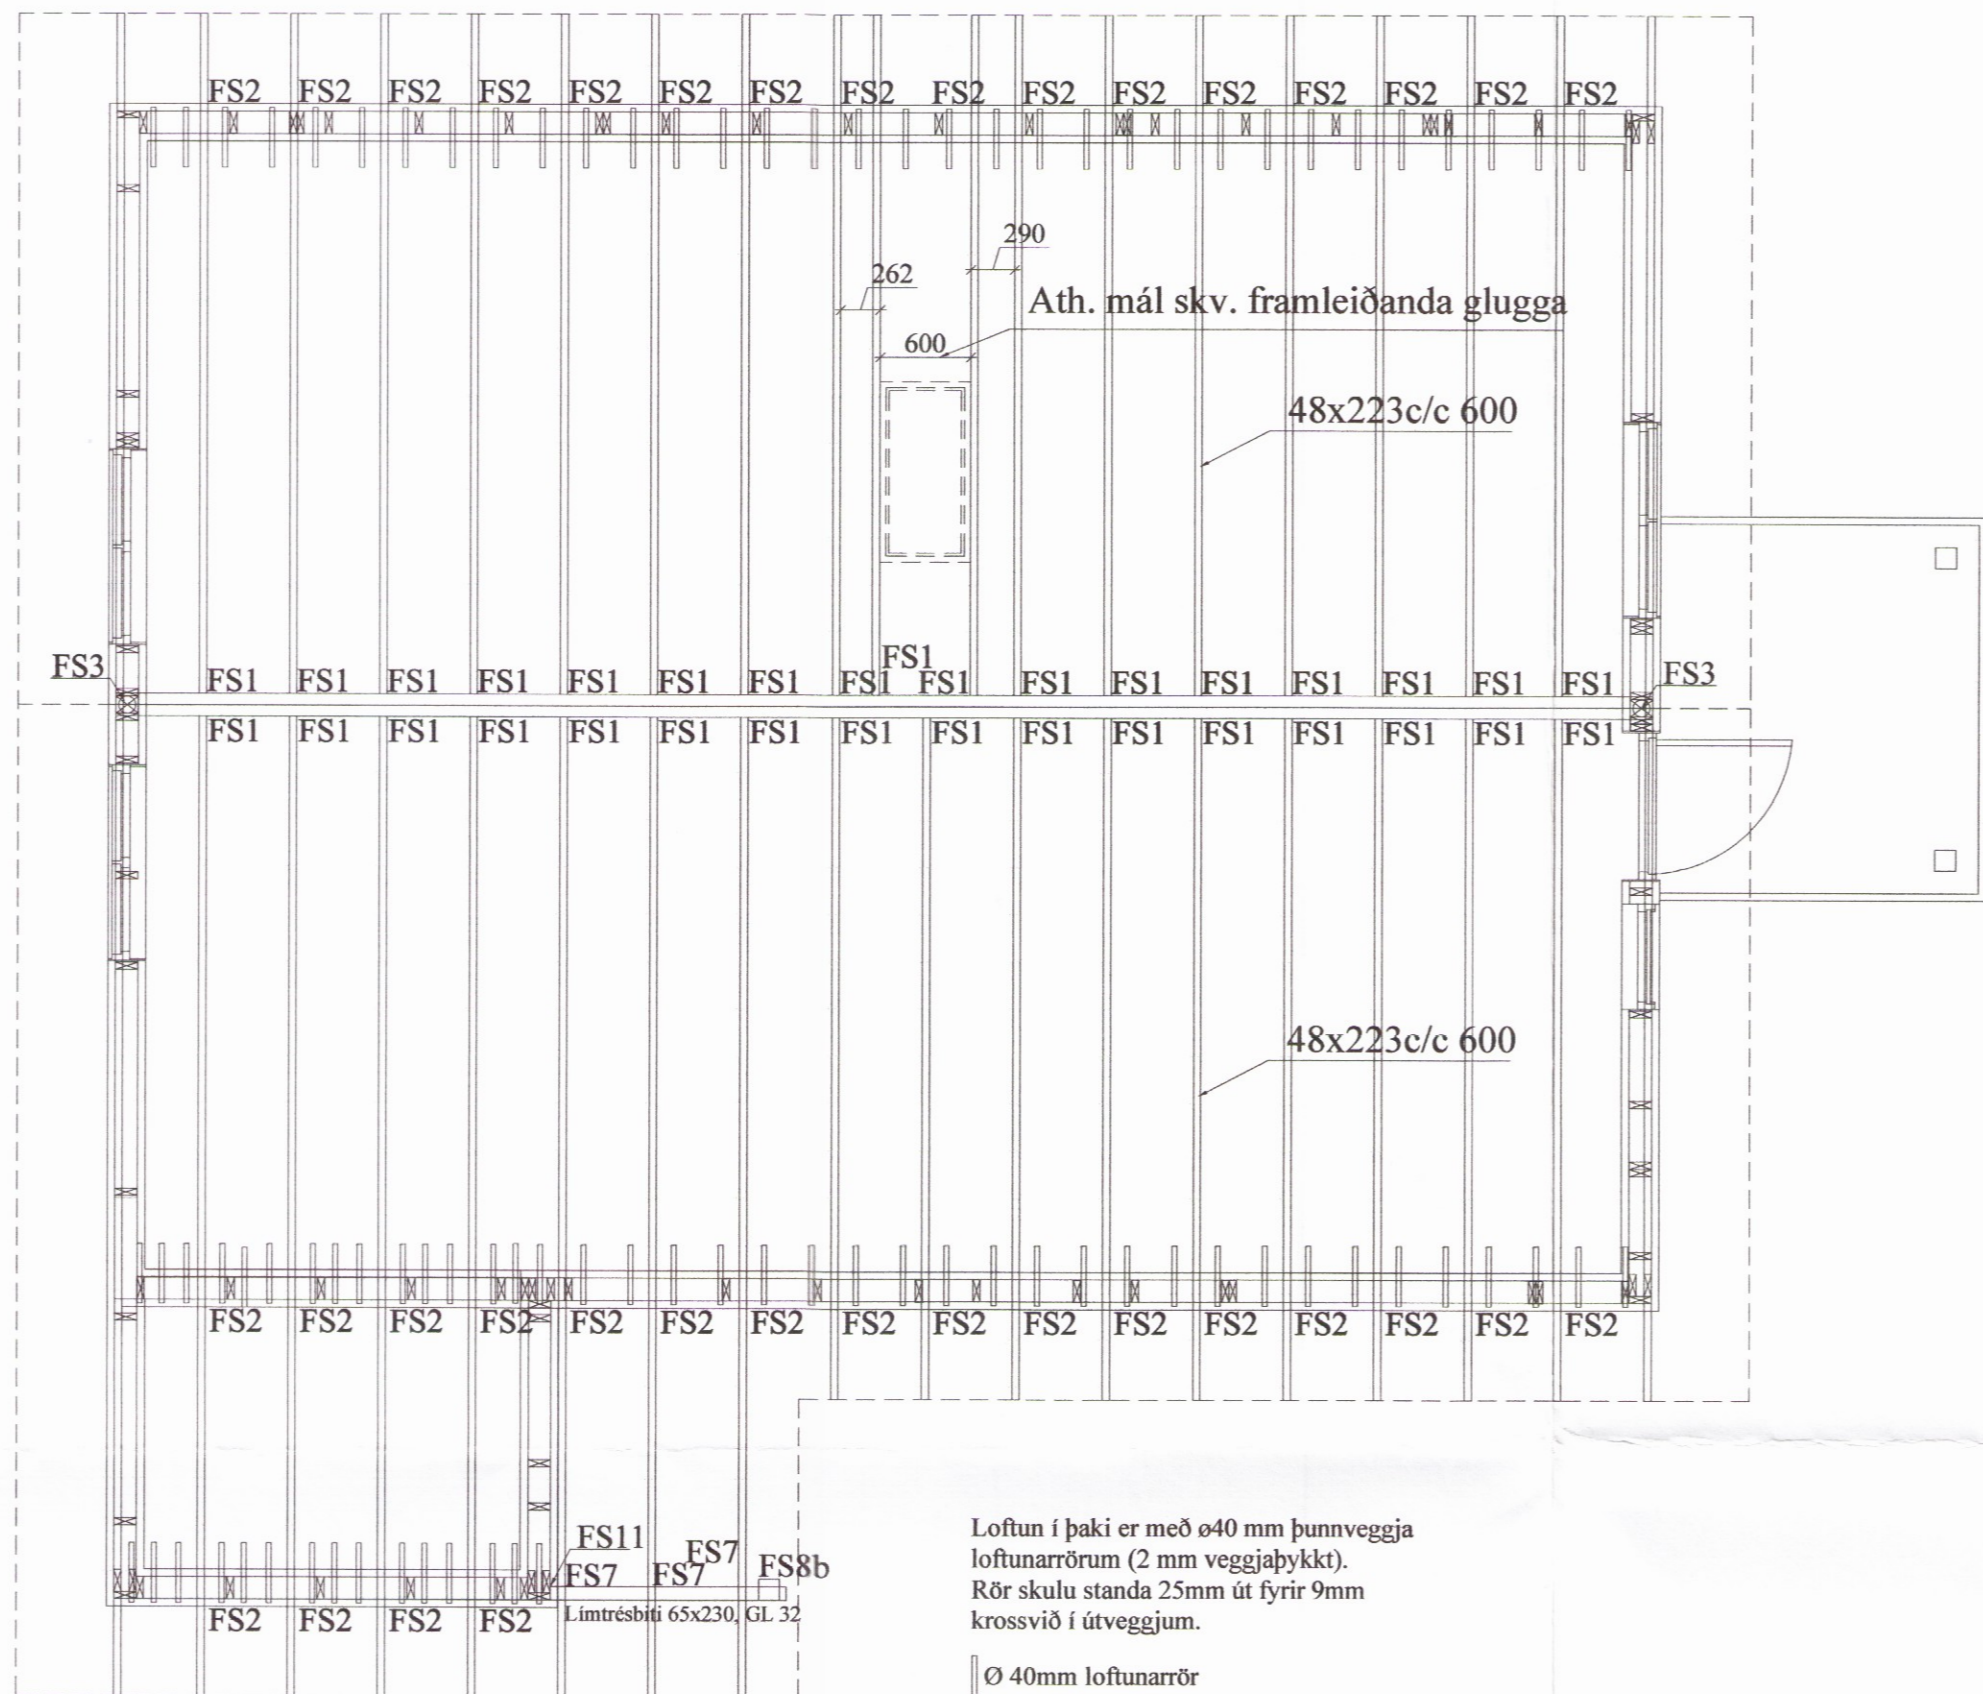 FS2 FS2 FS2 FS2 FS2 FS2 FS2 FS2 FS2 FS2 FS2 FS2 FS2 FS2 FS2 FS2
290
262
Ath. mál skv. framleiðanda glugga
600
48x223c/c 600
FS3
FS1
FS3
FS1 FS1 FS1 FS1 FS1 FS1 FS1 FS1 FS1 FS1 FS1 FS1 FS1 FS1 FS1 FS1
FS1 FS1 FS1 FS1 FS1 FS1 FS1 FS1 FS1 FS1 FS1 FS1 FS1 FS1 FS1 FS1
48x223c/c 600
FS2 FS2 FS2 FS2 FS2 FS2 FS2 FS2 FS2 FS2 FS2 FS2 FS2 FS2 FS2 FS2
FS11
FS7
FS7 FS7 FS8b
Límtrésbiti 65x230, GL 32
FS2 FS2 FS2 FS2
Loftun í þaki er með ø40 mm þunnveggja
loftunarrörum (2 mm veggjaþykkt).
Rör skulu standa 25mm út fyrir 9mm
krossvið í útveggjum.
Ø 40mm loftunarrör